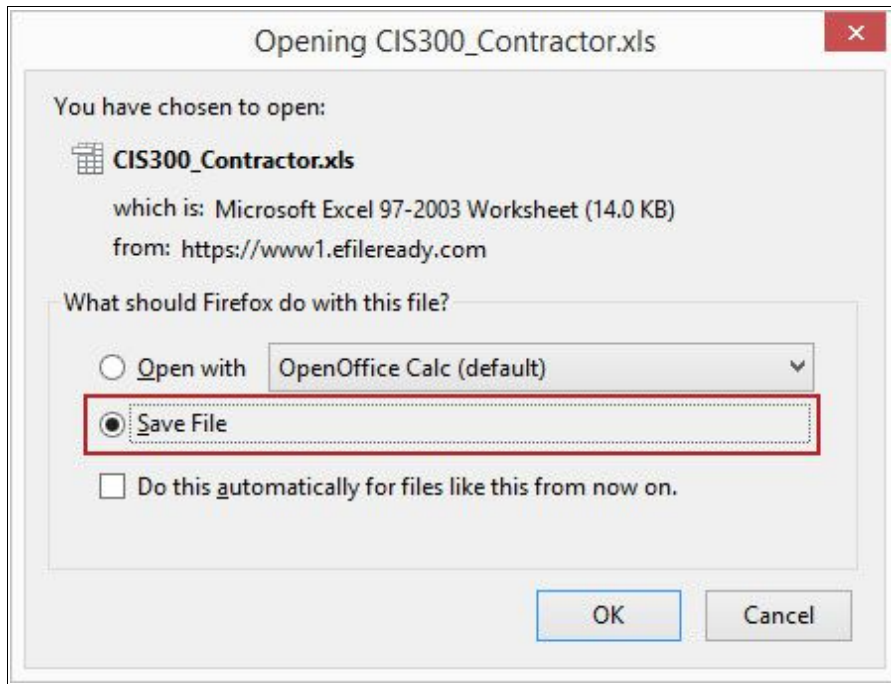 Opening CIS300_Contractor.xls
You have chosen to open:
CIS300_Contractor.xls
which is: Microsoft Excel 97-2003 Worksheet (14.0 KB)
from: https://www1.efileready.com
What should Firefox do with this file?
Open with OpenOffice Calc (default)
Save File
Do this automatically for files like this from now on.
OK Cancel